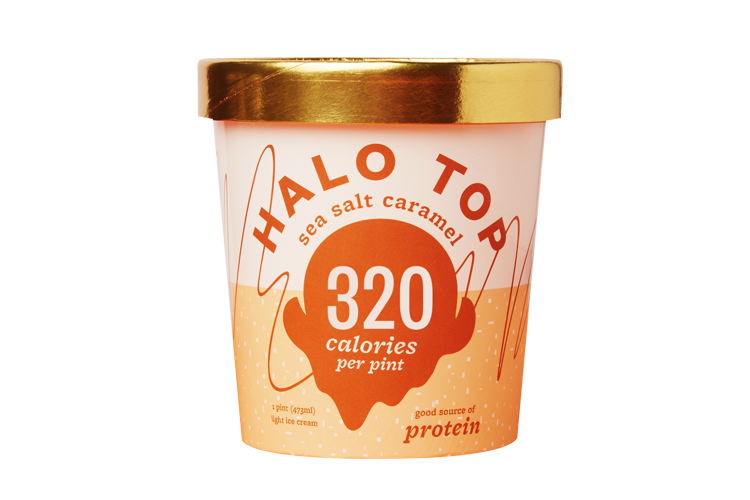 HALO TOP
sea salt caramel
320
calories
per pint
1 pint (473ml)
light ice cream
good source of
protein